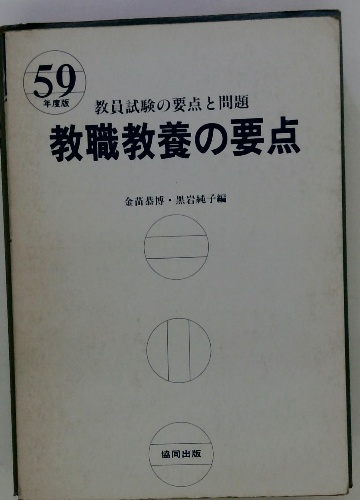 59
年度版
教員試験の要点と問題
教職教養の要点
金苗恭博・黒岩純子編
協同出版